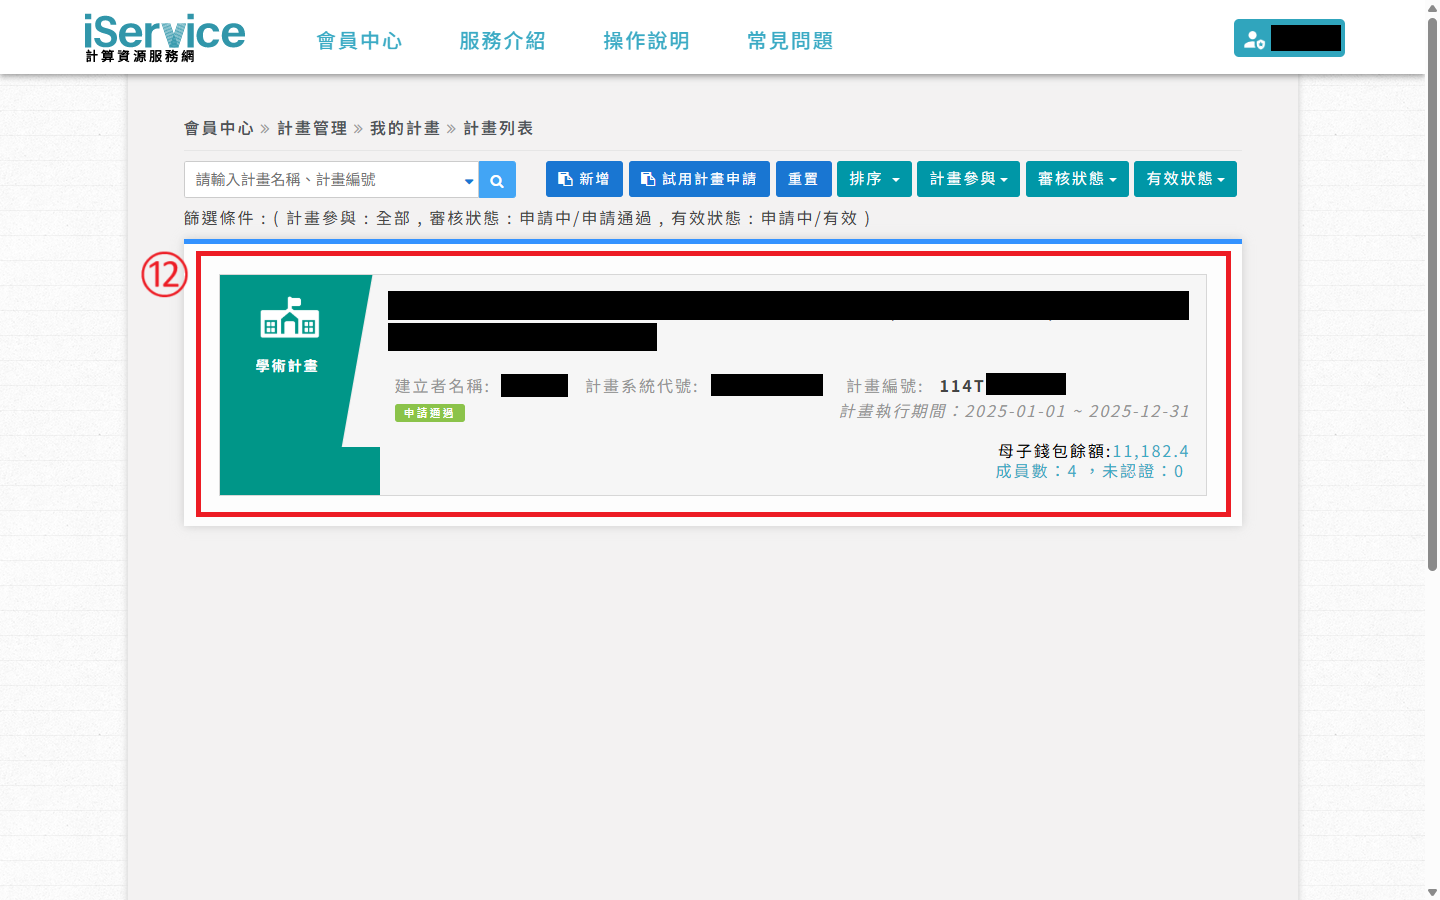 iService
計算資源服務網
會員中心 服務介紹 操作說明 常見問題
會員中心 » 計畫管理 » 我的計畫 » 計畫列表
請輸入計畫名稱、計畫編號
新增 試用計畫申請 重置 排序 計畫參與 審核狀態 有效狀態
篩選條件 : ( 計畫參與 : 全部 , 審核狀態 : 申請中/申請通過 , 有效狀態 : 申請中/有效 )
⑫
學術計畫
建立者名稱: 計畫系統代號: 計畫編號: 114T
申請通過
計畫執行期間：2025-01-01 ~ 2025-12-31
母子錢包餘額:11,182.4
成員數：4 ，未認證：0